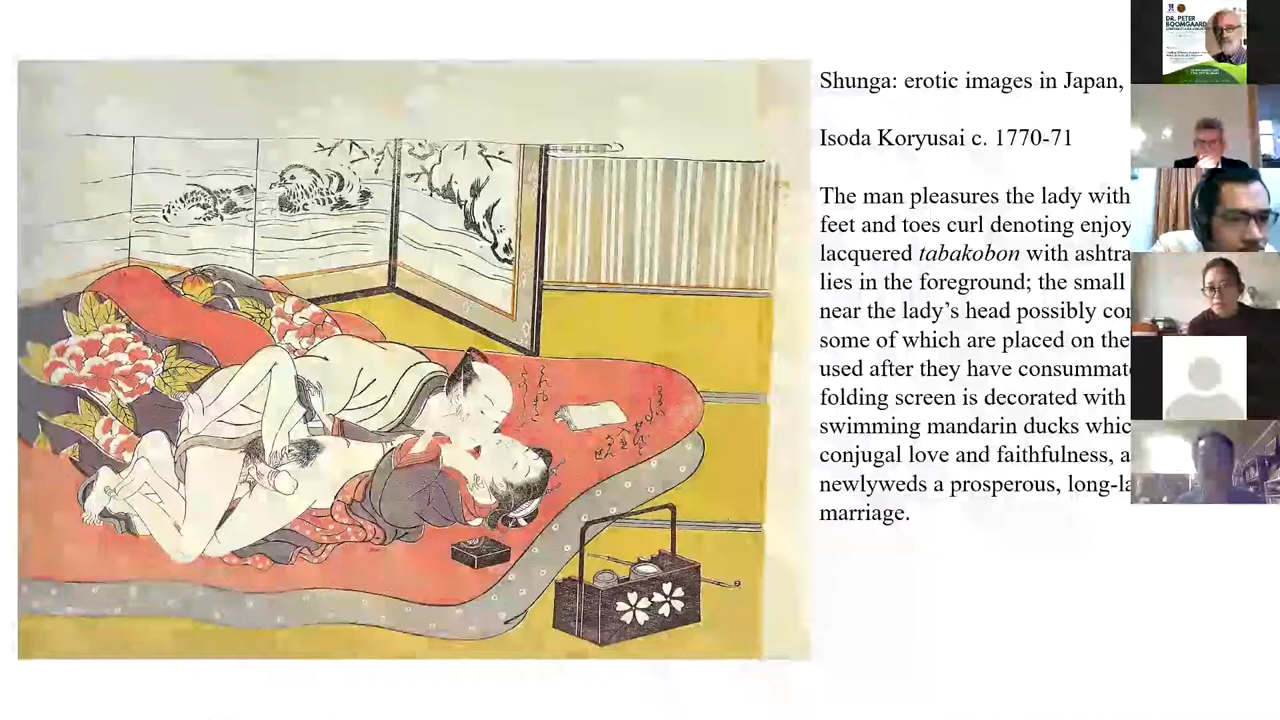 Shunga: erotic images in Japan,
Isoda Koryusai c. 1770-71
The man pleasures the lady with
feet and toes curl denoting enjoy
lacquered tabakobon with ashtra
lies in the foreground; the small
near the lady’s head possibly con
some of which are placed on the
used after they have consummat
folding screen is decorated with
swimming mandarin ducks whic
conjugal love and faithfulness, a
newlyweds a prosperous, long-la
marriage.
DR. PETER
BOOMGAARD